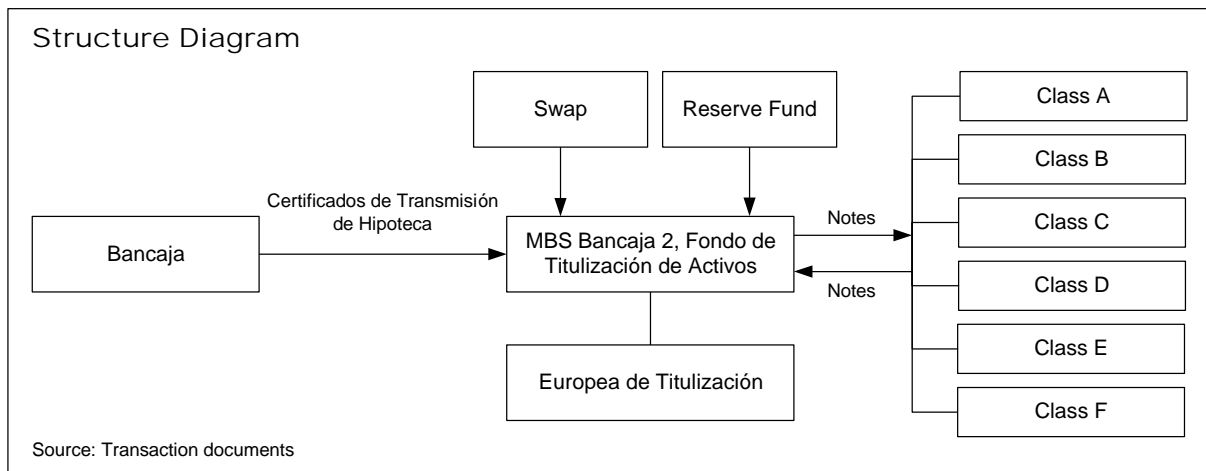 Structure Diagram
Swap
Reserve Fund
Class A
Class B
Certificados de Transmisión
de Hipoteca
Notes
Class C
Bancaja
MBS Bancaja 2, Fondo de
Titulización de Activos
Notes
Class D
Class E
Europea de Titulización
Class F
Source: Transaction documents